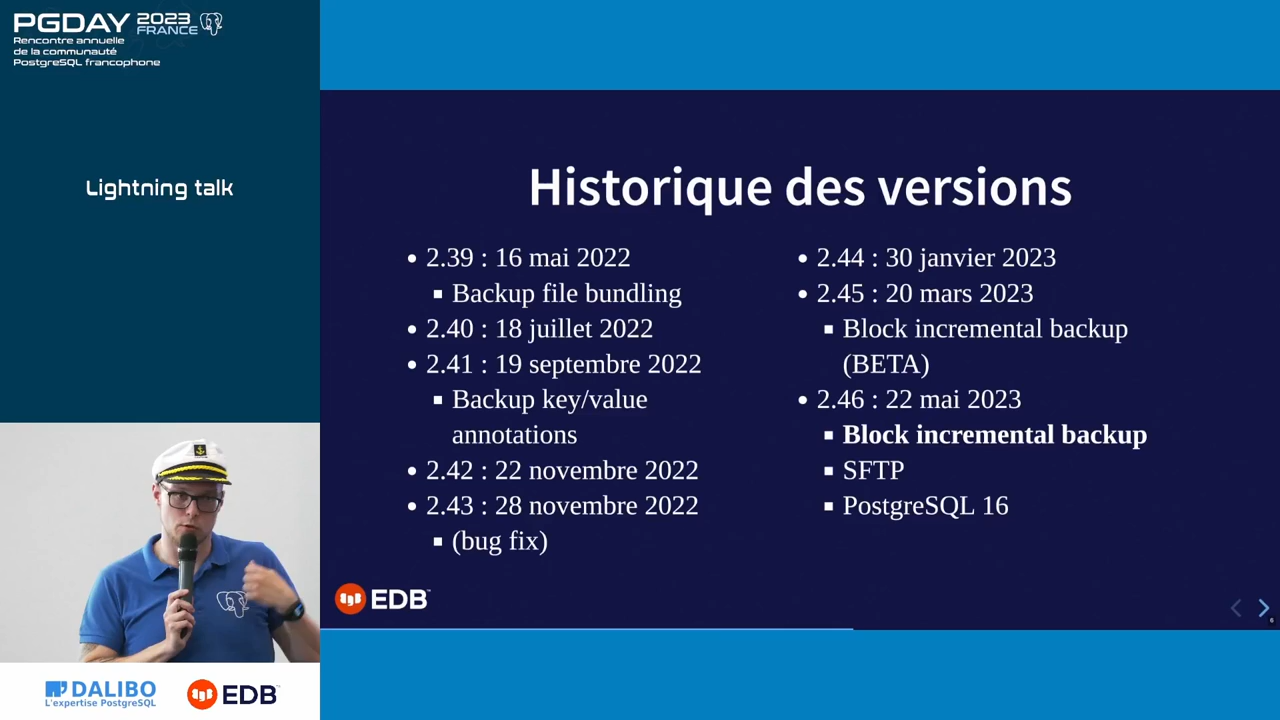 PGDAY 2023 FRANCE
Rencontre annuelle
de la communauté
PostgreSQL francophone
Lightning talk
Historique des versions
• 2.39 : 16 mai 2022
▪ Backup file bundling
• 2.40 : 18 juillet 2022
• 2.41 : 19 septembre 2022
▪ Backup key/value
annotations
• 2.42 : 22 novembre 2022
• 2.43 : 28 novembre 2022
▪ (bug fix)
• 2.44 : 30 janvier 2023
• 2.45 : 20 mars 2023
▪ Block incremental backup
(BETA)
• 2.46 : 22 mai 2023
▪ Block incremental backup
▪ SFTP
▪ PostgreSQL 16
EDB
6
DALIBO
L'expertise PostgreSQL
EDB